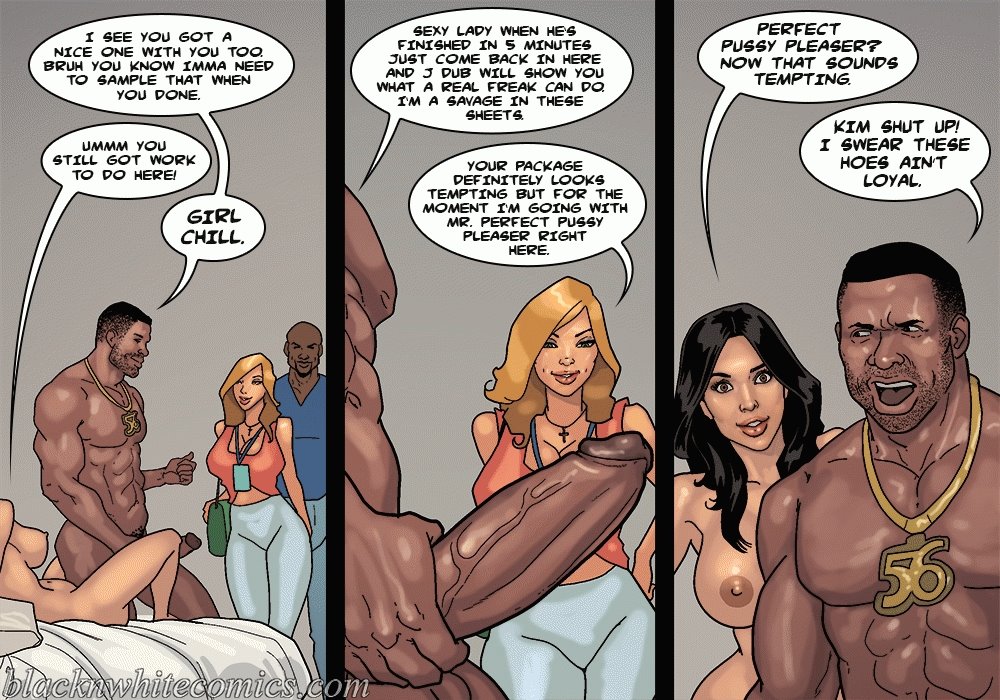 I SEE YOU GOT A
NICE ONE WITH YOU TOO.
BRUH YOU KNOW IMMA NEED
TO SAMPLE THAT WHEN
YOU DONE.
UMMM YOU
STILL GOT WORK
TO DO HERE!
GIRL
CHILL.
SEXY LADY WHEN HE'S
FINISHED IN 5 MINUTES
JUST COME BACK IN HERE
AND J DUB WILL SHOW YOU
WHAT A REAL FREAK CAN DO.
I'M A SAVAGE IN THESE
SHEETS.
YOUR PACKAGE
DEFINITELY LOOKS
TEMPTING BUT FOR THE
MOMENT I'M GOING WITH
MR. PERFECT PUSSY
PLEASER RIGHT
HERE.
PERFECT
PUSSY PLEASER?
NOW THAT SOUNDS
TEMPTING.
KIM SHUT UP!
I SWEAR THESE
HOES AIN'T
LOYAL.
56
56
blacknwhitecomics.com